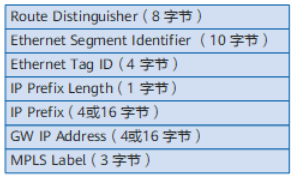 Route Distinguisher（8 字节）
Ethernet Segment Identifier （10 字节）
Ethernet Tag ID（4 字节）
IP Prefix Length（1 字节）
IP Prefix（4或16 字节）
GW IP Address（4或16 字节）
MPLS Label（3 字节）